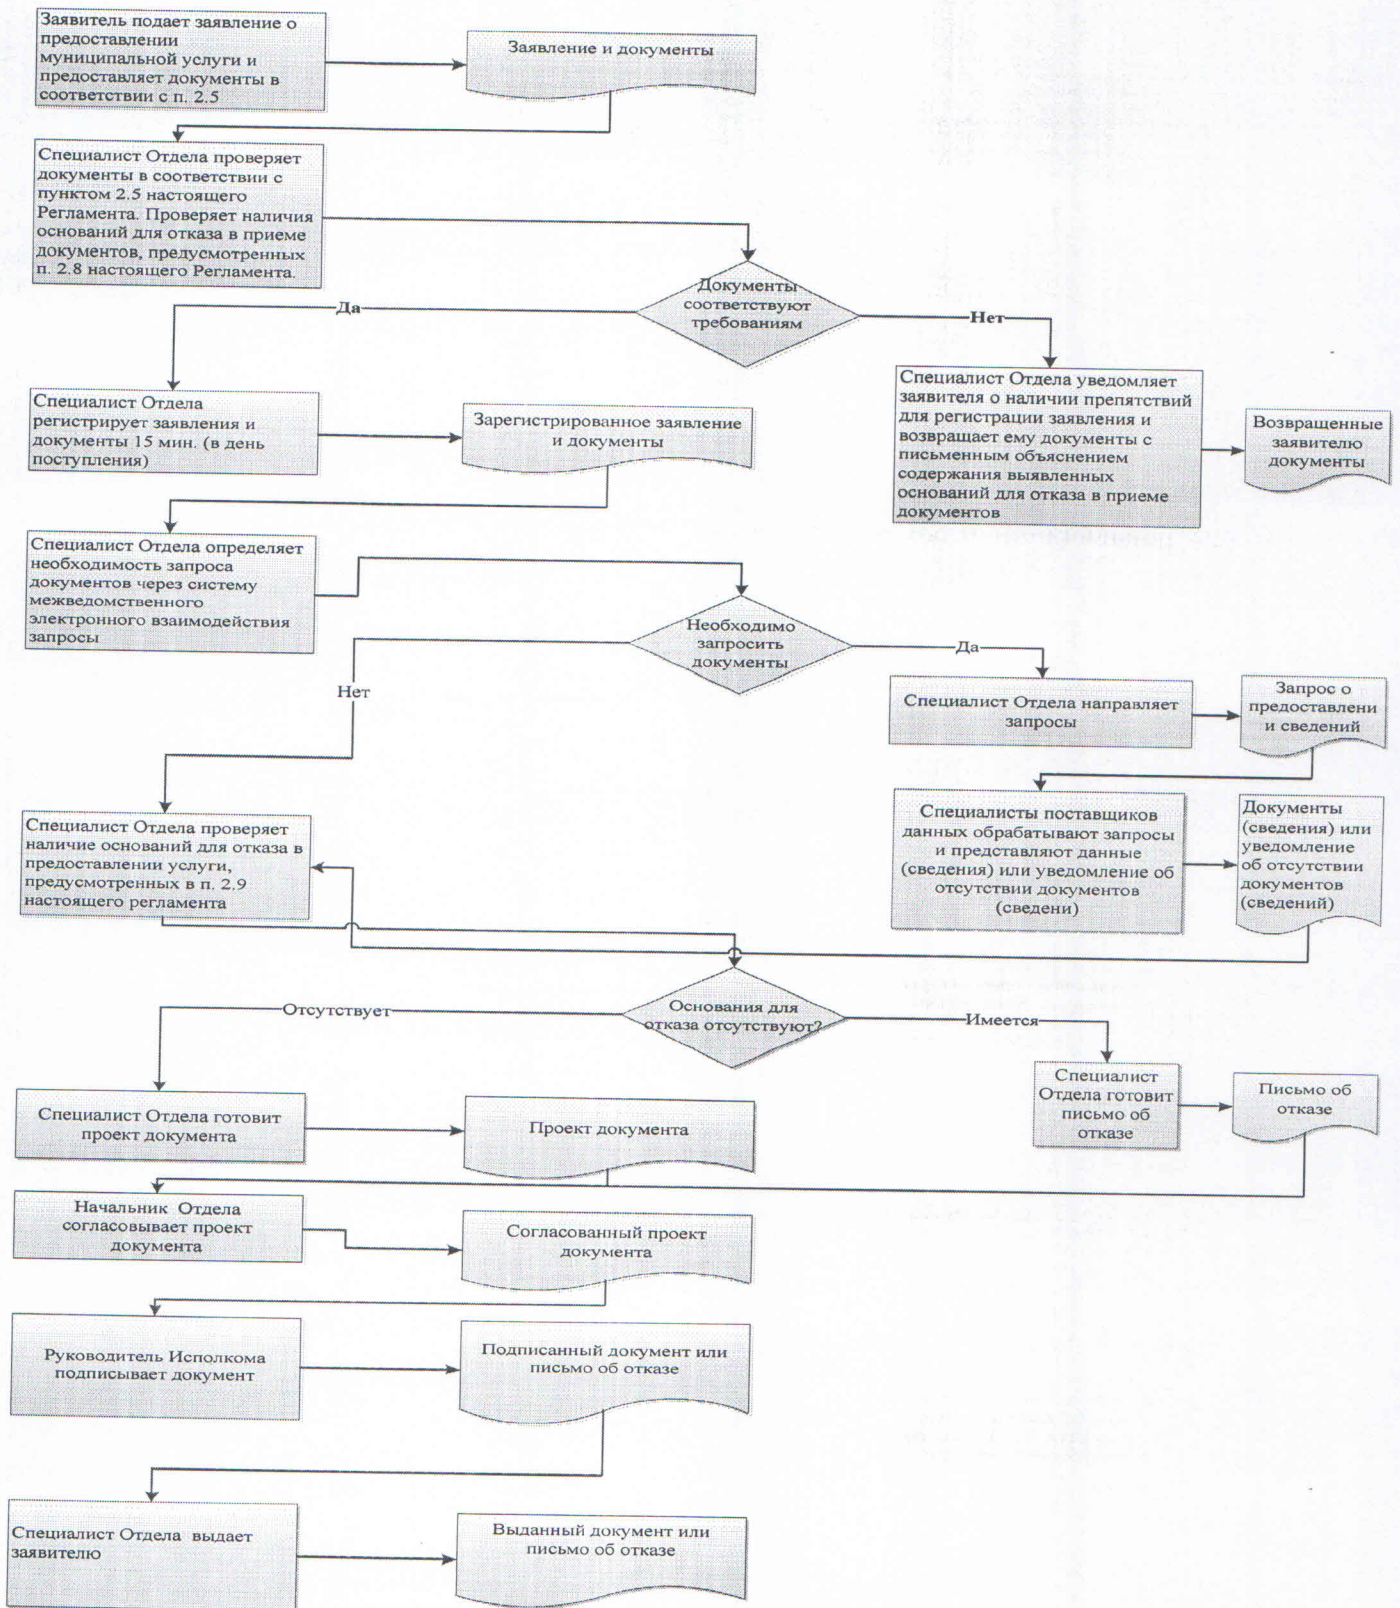 Заявитель подает заявление о
предоставлении
муниципальной услуги и
предоставляет документы в
соответствии с п. 2.5
Заявление и документы
Специалист Отдела проверяет
документы в соответствии с
пунктом 2.5 настоящего
Регламента. Проверяет наличия
оснований для отказа в приеме
документов, предусмотренных
п. 2.8 настоящего Регламента.
Документы
соответствуют
требованиям
Да
Нет
Специалист Отдела
регистрирует заявления и
документы 15 мин. (в день
поступления)
Зарегистрированное заявление
и документы
Специалист Отдела уведомляет
заявителя о наличии препятствий
для регистрации заявления и
возвращает ему документы с
письменным объяснением
содержания выявленных
оснований для отказа в приеме
документов
Возвращенные
заявителю
документы
Специалист Отдела определяет
необходимость запроса
документов через систему
межведомственного
электронного взаимодействия
запросы
Необходимо
запросить
документы
Да
Нет
Специалист Отдела направляет
запросы
Запрос о
предоставлени
и сведений
Специалисты поставщиков
данных обрабатывают запросы
и представляют данные
(сведения) или уведомление об
отсутствии документов
(сведени)
Документы
(сведения) или
уведомление
об отсутствии
документов
(сведений)
Специалист Отдела проверяет
наличие оснований для отказа в
предоставлении услуги,
предусмотренных в п. 2.9
настоящего регламента
Основания для
отказа отсутствуют?
Отсутствует
Имеется
Специалист
Отдела готовит
письмо об
отказе
Письмо об
отказе
Специалист Отдела готовит
проект документа
Проект документа
Начальник Отдела
согласовывает проект
документа
Согласованный проект
документа
Руководитель Исполкома
подписывает документ
Подписанный документ или
письмо об отказе
Специалист Отдела выдает
заявителю
Выданный документ или
письмо об отказе